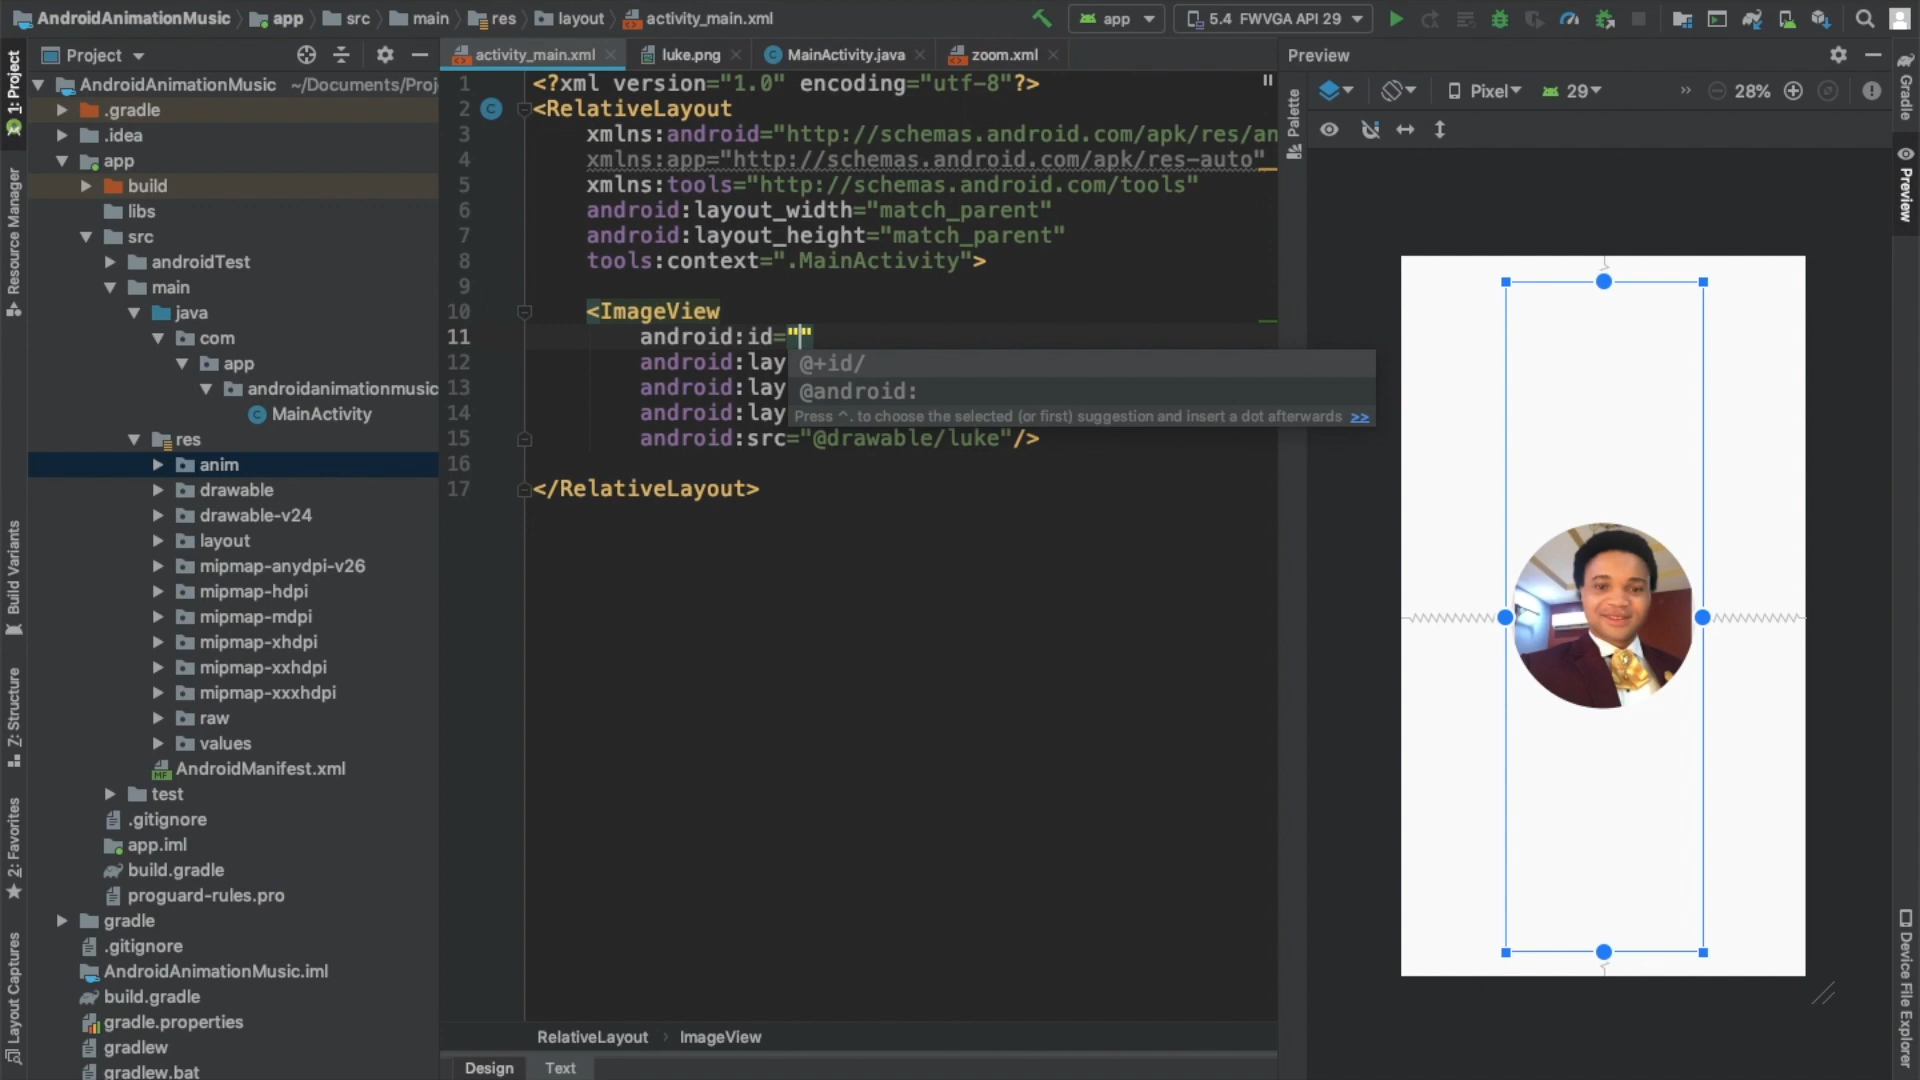 AndroidAnimationMusic app src main res layout activity_main.xml
app 5.4 FWVGA API 29
Project
activity_main.xml luke.png MainActivity.java zoom.xml
Preview
AndroidAnimationMusic ~/Documents/Proj
.gradle
.idea
app
build
libs
src
androidTest
main
java
com
app
androidanimationmusic
MainActivity
res
anim
drawable
drawable-v24
layout
mipmap-anydpi-v26
mipmap-hdpi
mipmap-mdpi
mipmap-xhdpi
mipmap-xxhdpi
mipmap-xxxhdpi
raw
values
AndroidManifest.xml
test
.gitignore
app.iml
build.gradle
proguard-rules.pro
gradle
.gitignore
AndroidAnimationMusic.iml
build.gradle
gradle.properties
gradlew
gradlew.bat
1: Project
Resource Manager
Build Variants
Z: Structure
2: Favorites
Layout Captures
1 <?xml version="1.0" encoding="utf-8"?>
2 <RelativeLayout
3 xmlns:android="http://schemas.android.com/apk/res/an
4 xmlns:app="http://schemas.android.com/apk/res-auto"
5 xmlns:tools="http://schemas.android.com/tools"
6 android:layout_width="match_parent"
7 android:layout_height="match_parent"
8 tools:context=".MainActivity">
9
10 <ImageView
11 android:id=""
12 android:lay
13 android:lay
14 android:lay
15 android:src="@drawable/luke"/>
16
17 </RelativeLayout>
@+id/
@android:
Press ^. to choose the selected (or first) suggestion and insert a dot afterwards >>
RelativeLayout ImageView
Design Text
Palette
Pixel 29 28%
Gradle
Preview
Device File Explorer